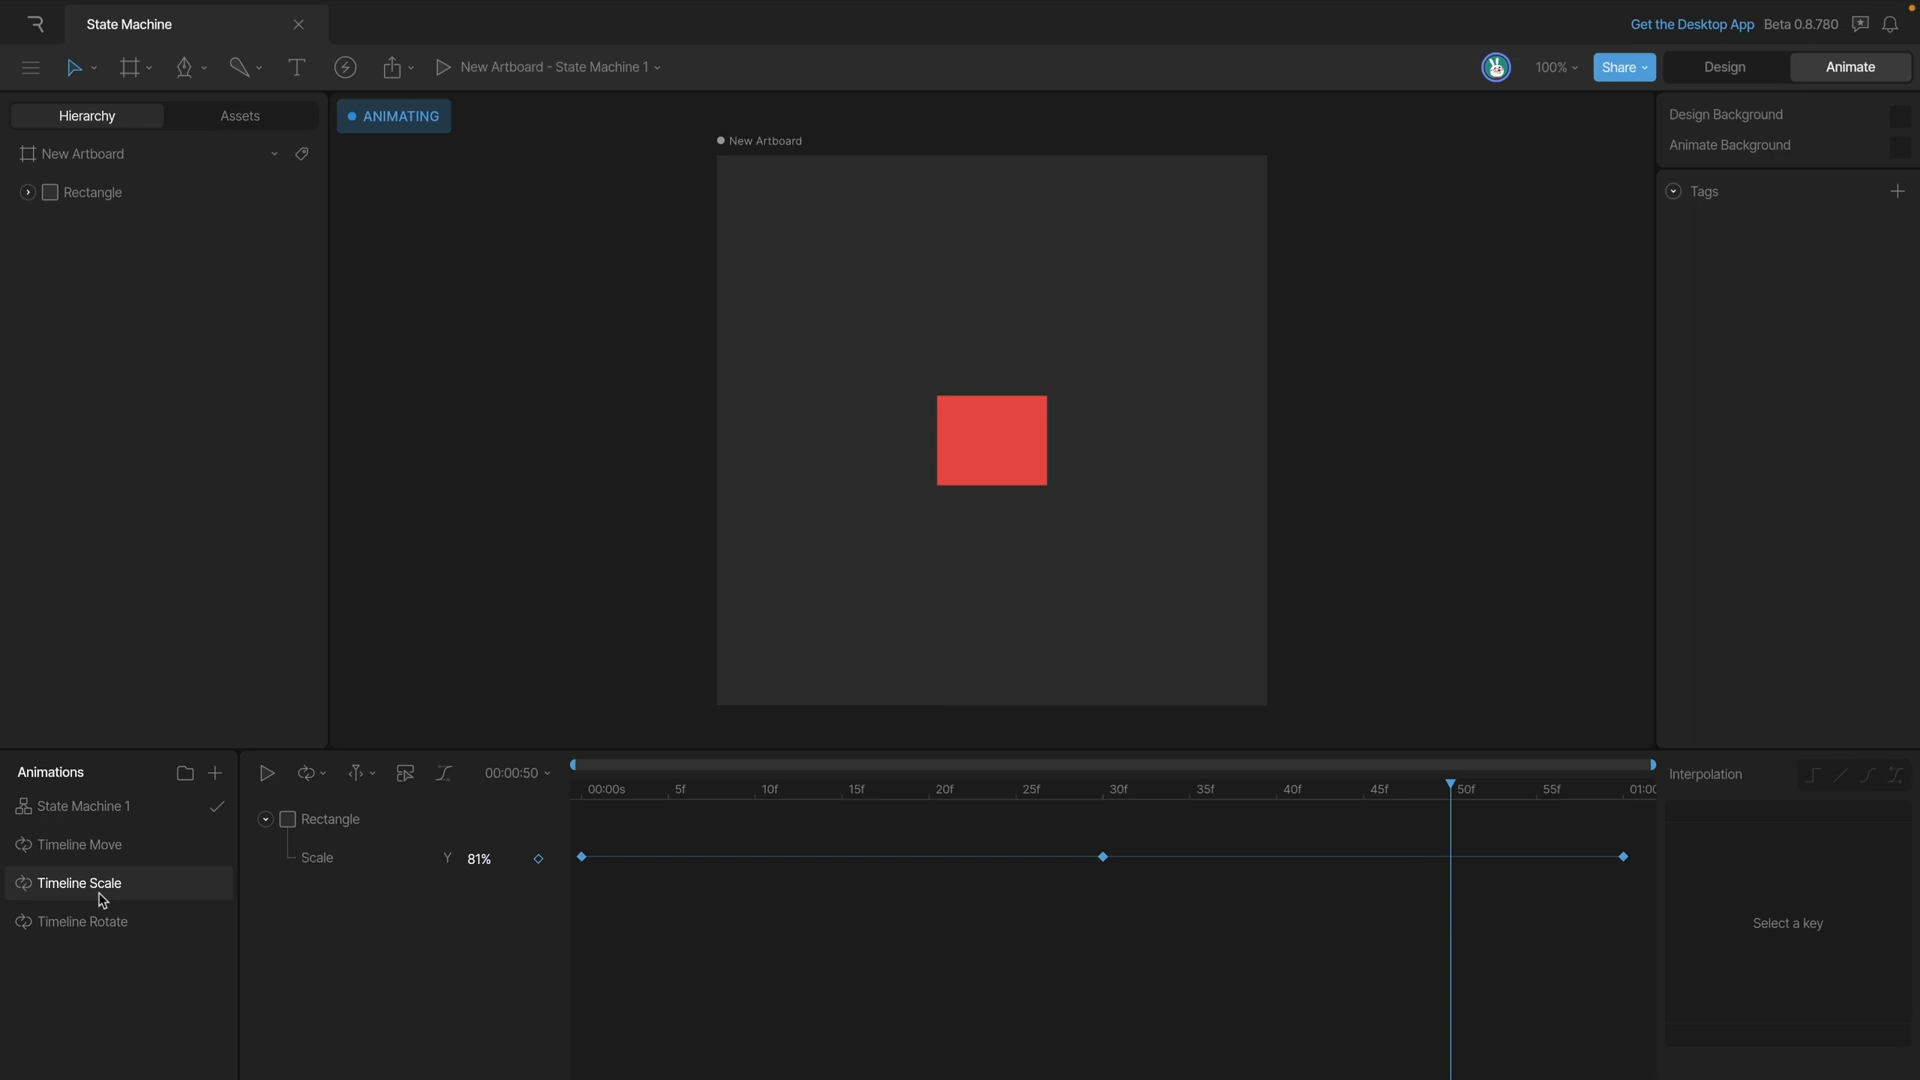 State Machine
Get the Desktop App Beta 0.8.780
New Artboard - State Machine 1
100%
Share
Design
Animate
Hierarchy
Assets
ANIMATING
New Artboard
Rectangle
New Artboard
Design Background
Animate Background
Tags
Animations
State Machine 1
Timeline Move
Timeline Scale
Timeline Rotate
00:00:50
00:00s 5f 10f 15f 20f 25f 30f 35f 40f 45f 50f 55f 01:00
Rectangle
Scale Y 81%
Interpolation
Select a key